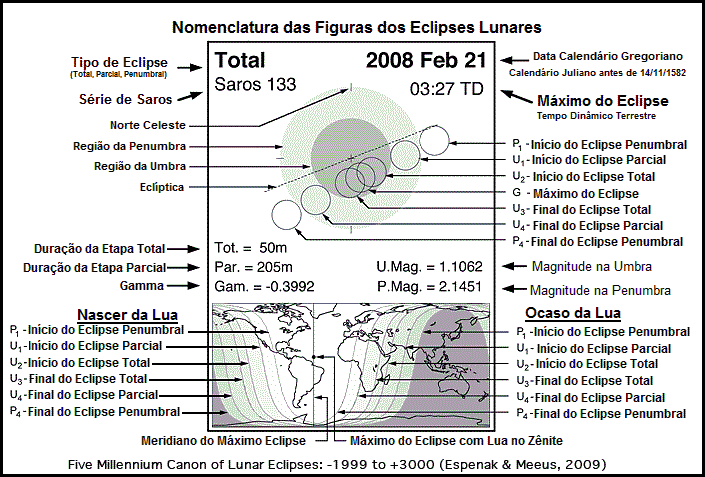 Nomenclatura das Figuras dos Eclipses Lunares
Tipo de Eclipse
(Total, Parcial, Penumbral)
Série de Saros
Norte Celeste
Região da Penumbra
Região da Umbra
Eclíptica
Duração da Etapa Total
Duração da Etapa Parcial
Gamma
Total
2008 Feb 21
Saros 133
03:27 TD
Tot. = 50m
Par. = 205m
U.Mag. = 1.1062
Gam. = -0.3992
P.Mag. = 2.1451
Data Calendário Gregoriano
Calendário Juliano antes de 14/11/1582
Máximo do Eclipse
Tempo Dinâmico Terrestre
P1 -Início do Eclipse Penumbral
U1 -Início do Eclipse Parcial
U2 -Início do Eclipse Total
G - Máximo do Eclipse
U3 -Final do Eclipse Total
U4 -Final do Eclipse Parcial
P4 -Final do Eclipse Penumbral
Magnitude na Umbra
Magnitude na Penumbra
Nascer da Lua
P1 -Início do Eclipse Penumbral
U1 -Início do Eclipse Parcial
U2 -Início do Eclipse Total
U3 -Final do Eclipse Total
U4 -Final do Eclipse Parcial
P4 -Final do Eclipse Penumbral
Ocaso da Lua
P1 -Início do Eclipse Penumbral
U1 -Início do Eclipse Parcial
U2 -Início do Eclipse Total
U3 -Final do Eclipse Total
U4 -Final do Eclipse Parcial
P4 -Final do Eclipse Penumbral
Meridiano do Máximo Eclipse
Máximo do Eclipse com Lua no Zênite
Five Millennium Canon of Lunar Eclipses: -1999 to +3000 (Espenak & Meeus, 2009)